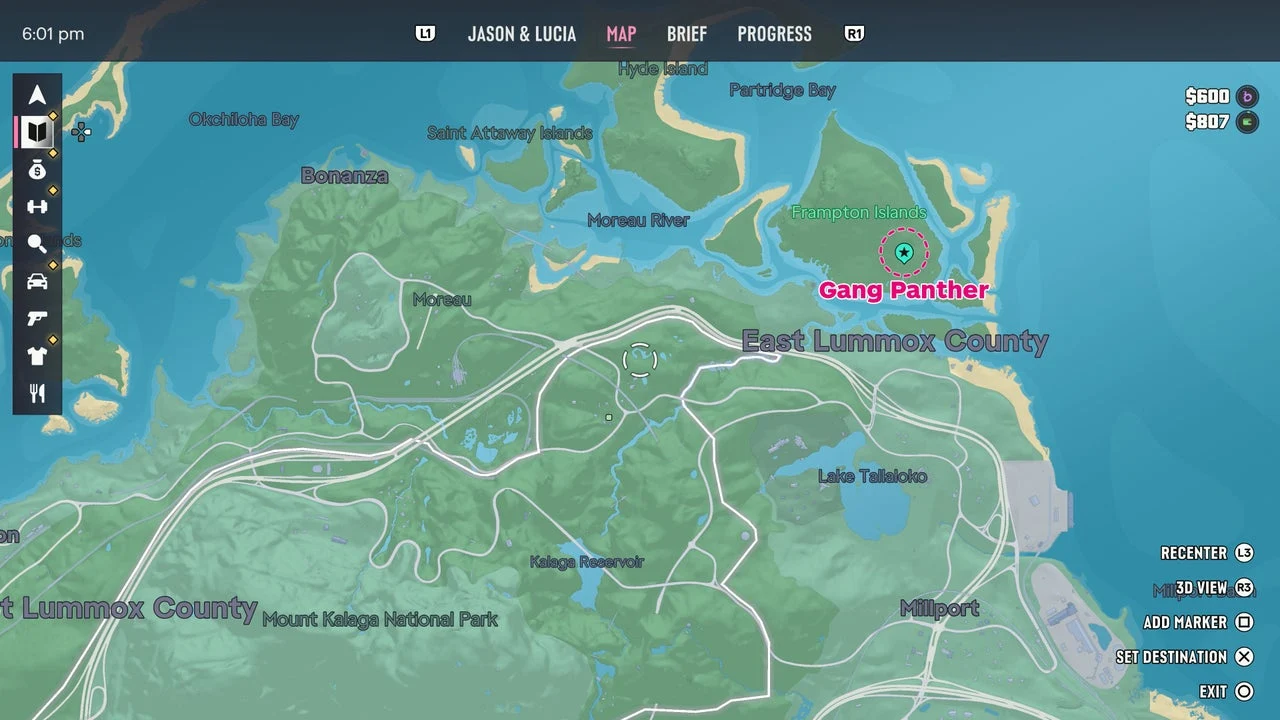 6:01 pm
L1 JASON & LUCIA MAP BRIEF PROGRESS R1
Hyde Island
Partridge Bay
$600
$807
Okchiloha Bay
Saint Attaway Islands
Bonanza
Moreau River
Frampton Islands
Gang Panther
Moreau
East Lummox County
Lake Tallaloko
Kalaga Reservoir
RECENTER L3
3D VIEW R3
t Lummox County
Mount Kalaga National Park
Millport
ADD MARKER
SET DESTINATION
EXIT